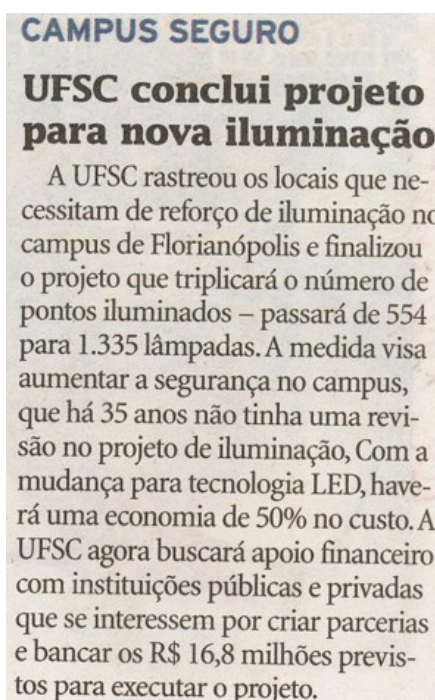 CAMPUS SEGURO
UFSC conclui projeto
para nova iluminação
A UFSC rastreou os locais que ne-
cessitam de reforço de iluminação no
campus de Florianópolis e finalizou
o projeto que triplicará o número de
pontos iluminados – passará de 554
para 1.335 lâmpadas. A medida visa
aumentar a segurança no campus,
que há 35 anos não tinha uma revi-
são no projeto de iluminação, Com a
mudança para tecnologia LED, have-
rá uma economia de 50% no custo. A
UFSC agora buscará apoio financeiro
com instituições públicas e privadas
que se interessem por criar parcerias
e bancar os R$ 16,8 milhões previs-
tos para executar o projeto.